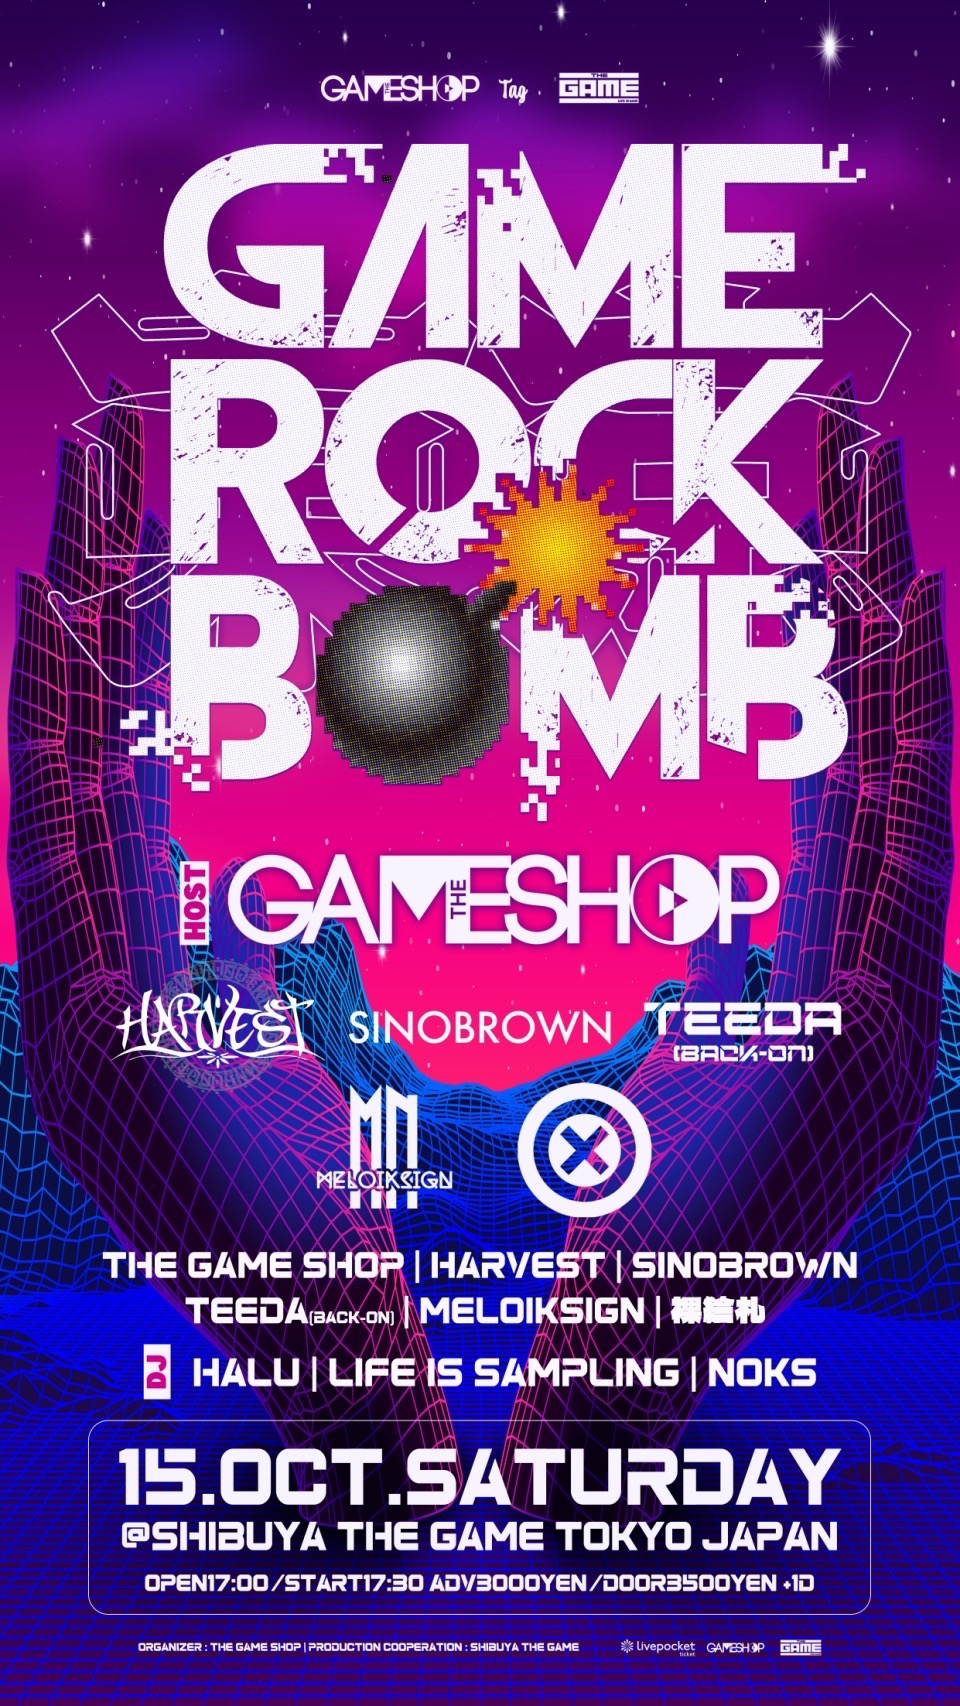 GAMETHESHOP Tag THE GAME
GAME
ROCK
BOMB
HOST GAMETHESHOP
HARVEST SINOBROWN TEEDA
(BACK-ON)
MELOIKSIGN
THE GAME SHOP | HARVEST | SINOBROWN
TEEDA(BACK-ON) | MELOIKSIGN | 裸繪札
DJ HALU | LIFE IS SAMPLING | NOKS
15.OCT.SATURDAY
@SHIBUYA THE GAME TOKYO JAPAN
OPEN17:00/START17:30 ADV3000YEN/DOOR3500YEN +1D
ORGANIZER : THE GAME SHOP | PRODUCTION COOPERATION : SHIBUYA THE GAME livepocket ticket GAMESHOP GAME